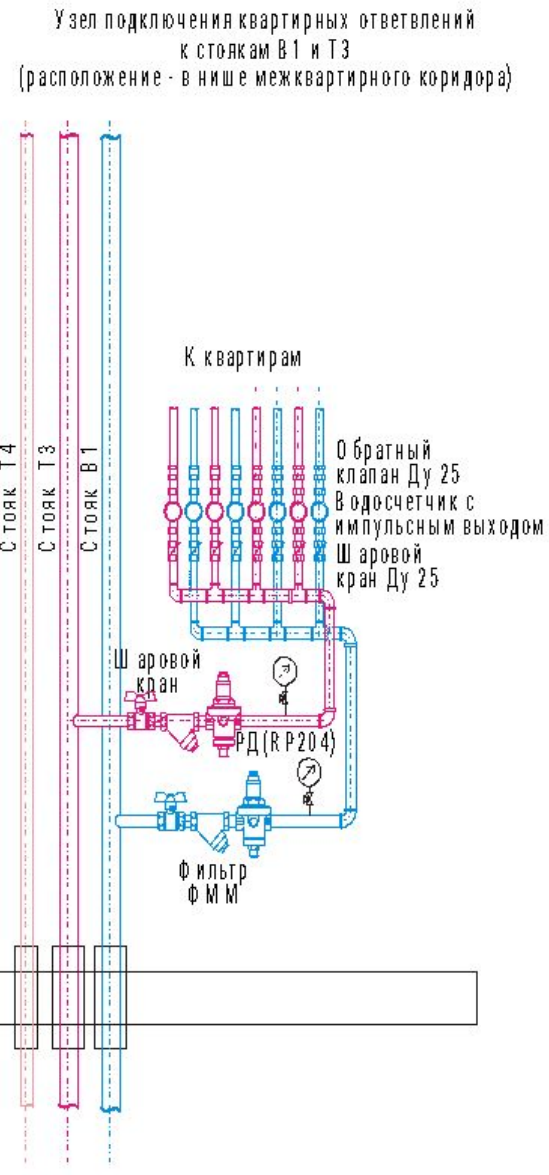 Узел подключения квартирных ответвлений
к стоякам В1 и Т3
(расположение - в нише межквартирного коридора)
К квартирам
Стояк Т4
Стояк Т3
Стояк В1
Обратный
клапан Ду 25
Водосчетчик с
импульсным выходом
Шаровой
кран Ду 25
Шаровой
кран
РД(RP204)
Фильтр
ФММ